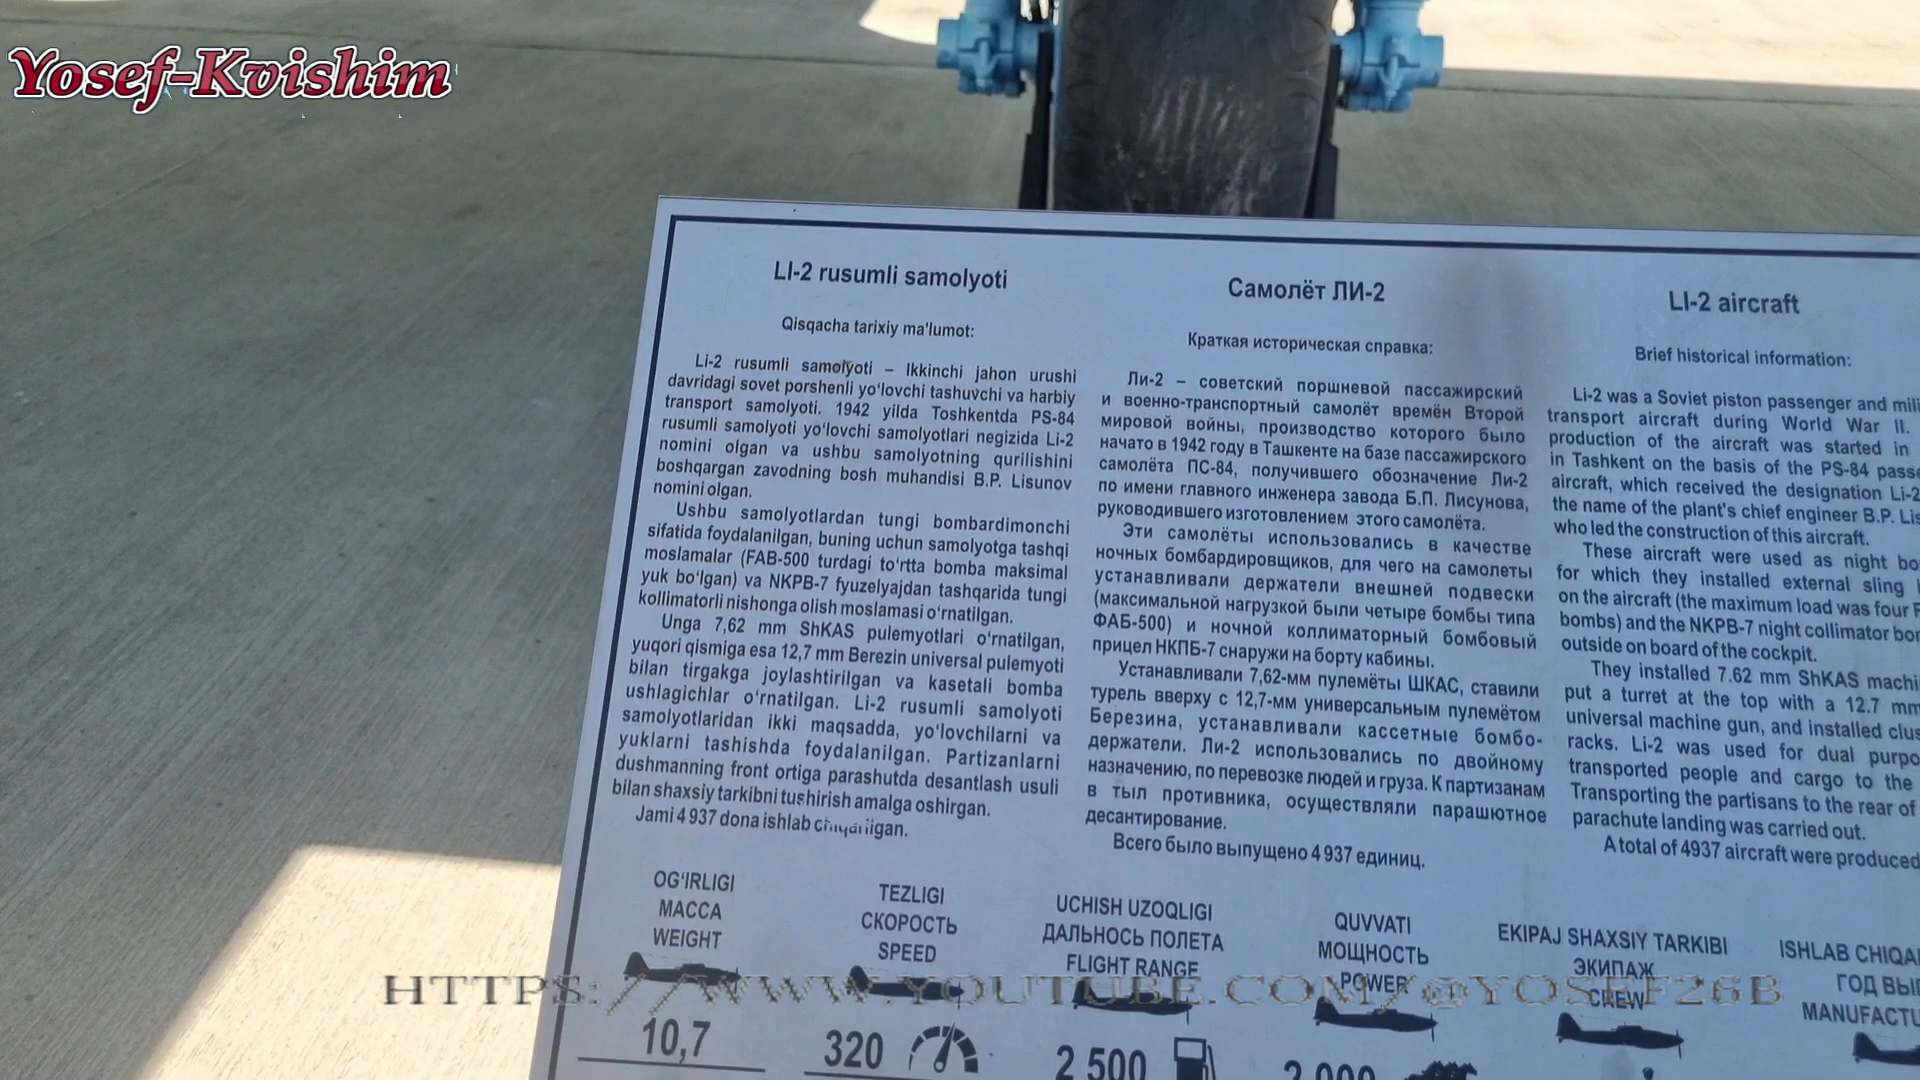 Yosef-Kvishim
LI-2 rusumli samolyoti
Qisqacha tarixiy ma'lumot:
Li-2 rusumli samolyoti – Ikkinchi jahon urushi
davridagi sovet porshenli yo‘lovchi tashuvchi va harbiy
transport samolyoti. 1942 yilda Toshkentda PS-84
rusumli samolyoti yo‘lovchi samolyotlari negizida Li-2
nomini olgan va ushbu samolyotning qurilishini
boshqargan zavodning bosh muhandisi B.P. Lisunov
nomini olgan.
Ushbu samolyotlardan tungi bombardimonchi
sifatida foydalanilgan, buning uchun samolyotga tashqi
moslamalar (FAB-500 turdagi to‘rtta bomba maksimal
yuk bo‘lgan) va NKPB-7 fyuzelyajdan tashqarida tungi
kollimatorli nishonga olish moslamasi o‘rnatilgan.
Unga 7,62 mm ShKAS pulemyotlari o‘rnatilgan,
yuqori qismiga esa 12,7 mm Berezin universal pulemyoti
bilan tirgakga joylashtirilgan va kasetali bomba
ushlagichlar o‘rnatilgan. Li-2 rusumli samolyoti
samolyotlaridan ikki maqsadda, yo‘lovchilarni va
yuklarni tashishda foydalanilgan. Partizanlarni
dushmanning front ortiga parashutda desantlash usuli
bilan shaxsiy tarkibni tushirish amalga oshirgan.
Jami 4 937 dona ishlab chiqarilgan.
Самолёт ЛИ-2
Краткая историческая справка:
Ли-2 – советский поршневой пассажирский
и военно-транспортный самолёт времён Второй
мировой войны, производство которого было
начато в 1942 году в Ташкенте на базе пассажирского
самолёта ПС-84, получившего обозначение Ли-2
по имени главного инженера завода Б.П. Лисунова,
руководившего изготовлением этого самолёта.
Эти самолёты использовались в качестве
ночных бомбардировщиков, для чего на самолеты
устанавливали держатели внешней подвески
(максимальной нагрузкой были четыре бомбы типа
ФАБ-500) и ночной коллиматорный бомбовый
прицел НКПБ-7 снаружи на борту кабины.
Устанавливали 7,62-мм пулемёты ШКАС, ставили
турель вверху с 12,7-мм универсальным пулемётом
Березина, устанавливали кассетные бомбо-
держатели. Ли-2 использовались по двойному
назначению, по перевозке людей и груза. К партизанам
в тыл противника, осуществляли парашютное
десантирование.
Всего было выпущено 4 937 единиц.
LI-2 aircraft
Brief historical information:
Li-2 was a Soviet piston passenger and mili
transport aircraft during World War II.
production of the aircraft was started in
in Tashkent on the basis of the PS-84 passe
aircraft, which received the designation Li-2
the name of the plant's chief engineer B.P. Lis
who led the construction of this aircraft.
These aircraft were used as night bo
for which they installed external sling
on the aircraft (the maximum load was four F
bombs) and the NKPB-7 night collimator bo
outside on board of the cockpit.
They installed 7.62 mm ShKAS machi
put a turret at the top with a 12.7 mm
universal machine gun, and installed clus
racks. Li-2 was used for dual purpo
transported people and cargo to the
Transporting the partisans to the rear of
parachute landing was carried out.
A total of 4937 aircraft were produced
OG‘IRLIGI
МАССА
WEIGHT
10,7
TEZLIGI
СКОРОСТЬ
SPEED
320
UCHISH UZOQLIGI
ДАЛЬНОСЬ ПОЛЕТА
FLIGHT RANGE
2 500
QUVVATI
МОЩНОСТЬ
POWER
2 000
EKIPAJ SHAXSIY TARKIBI
ЭКИПАЖ
CREW
ISHLAB CHIQA
ГОД ВЫП
MANUFACTU
HTTPS://WWW.YOUTUBE.COM/@YOSEF26B